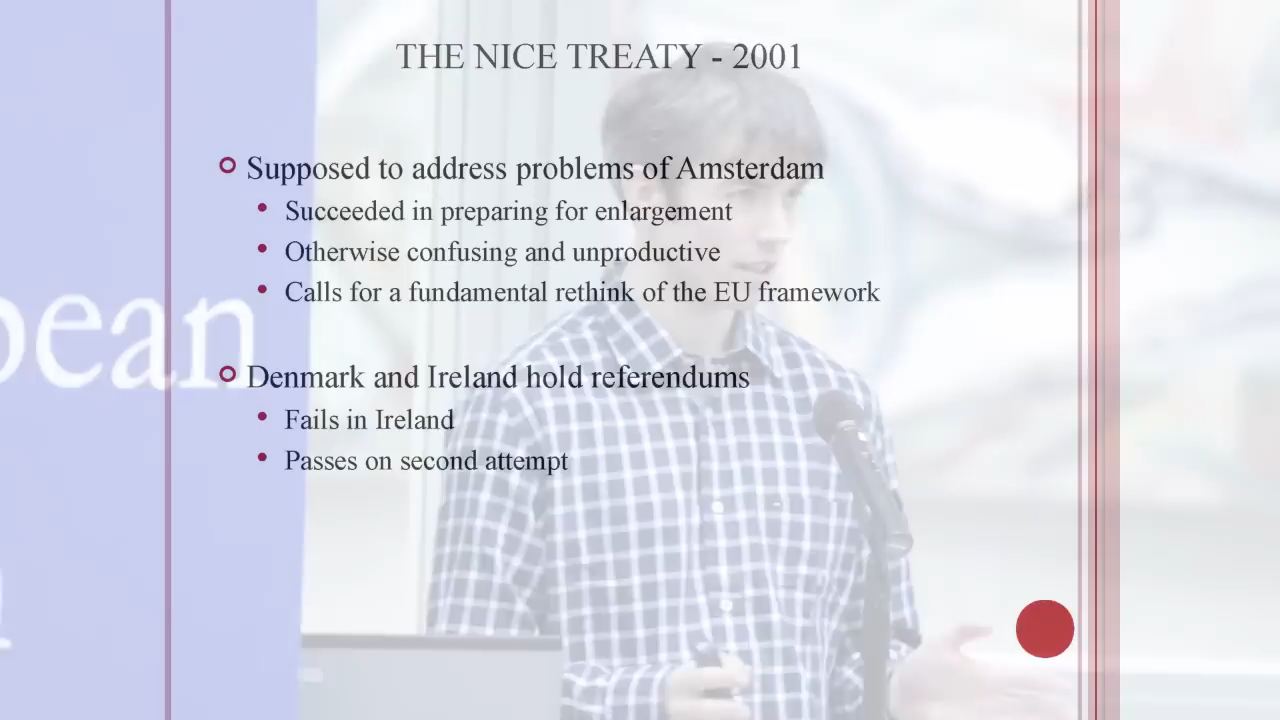 THE NICE TREATY - 2001
Supposed to address problems of Amsterdam
Succeeded in preparing for enlargement
Otherwise confusing and unproductive
Calls for a fundamental rethink of the EU framework
pean
Denmark and Ireland hold referendums
Fails in Ireland
Passes on second attempt